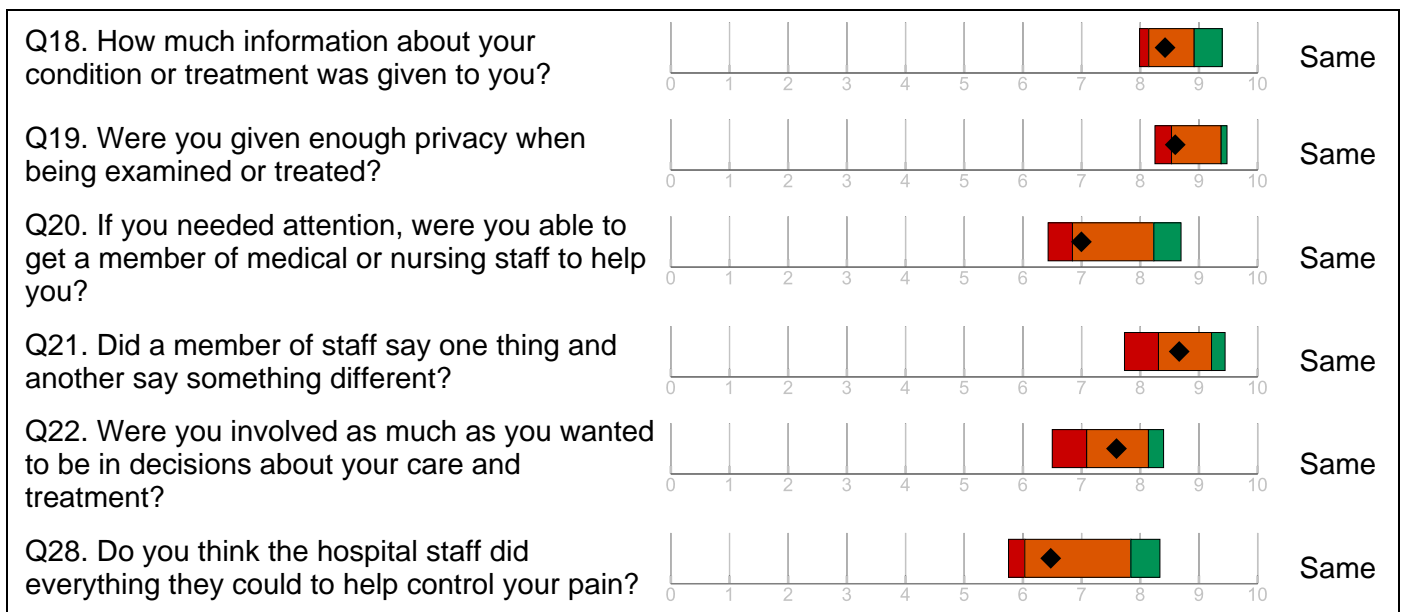 Q18. How much information about your
condition or treatment was given to you?
0 1 2 3 4 5 6 7 8 9 10
Same
Q19. Were you given enough privacy when
being examined or treated?
0 1 2 3 4 5 6 7 8 9 10
Same
Q20. If you needed attention, were you able to
get a member of medical or nursing staff to help
you?
0 1 2 3 4 5 6 7 8 9 10
Same
Q21. Did a member of staff say one thing and
another say something different?
0 1 2 3 4 5 6 7 8 9 10
Same
Q22. Were you involved as much as you wanted
to be in decisions about your care and
treatment?
0 1 2 3 4 5 6 7 8 9 10
Same
Q28. Do you think the hospital staff did
everything they could to help control your pain?
0 1 2 3 4 5 6 7 8 9 10
Same